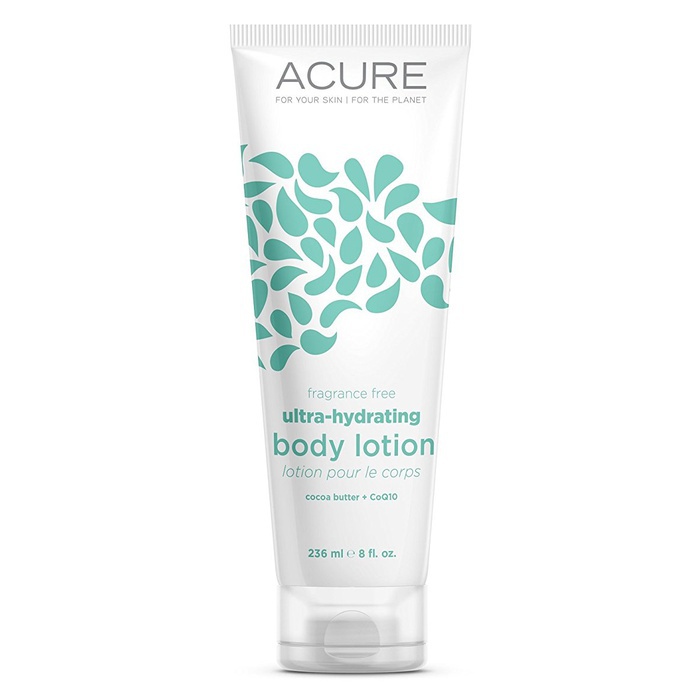 ACURE
FOR YOUR SKIN | FOR THE PLANET
fragrance free
ultra-hydrating
body lotion
lotion pour le corps
cocoa butter + CoQ10
236 ml ℮ 8 fl. oz.